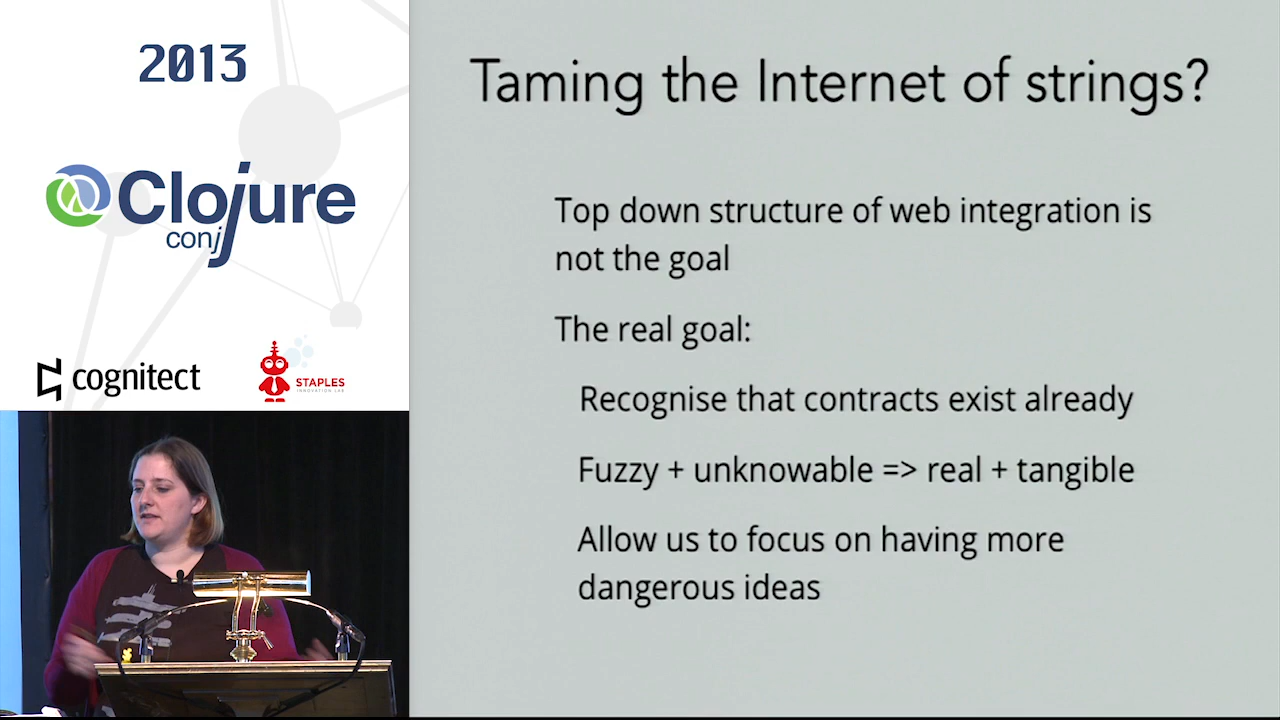 2013
Clojure
conj
cognitect
STAPLES
INNOVATION LAB
Taming the Internet of strings?
Top down structure of web integration is
not the goal
The real goal:
Recognise that contracts exist already
Fuzzy + unknowable => real + tangible
Allow us to focus on having more
dangerous ideas